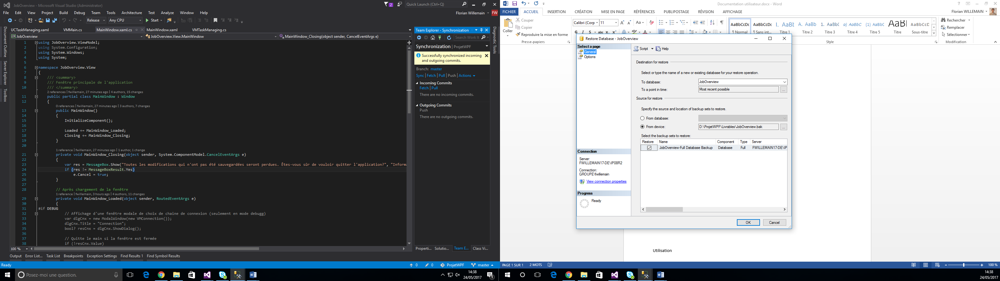 JobOverview - Microsoft Visual Studio (Administrator)
2
Quick Launch (Ctrl+Q)
File Edit View Project Build Debug Team Tools Architecture Test Analyze Window Help
Florian Willemain FW
Release Any CPU Start
UCTaskManaging.xaml VMMain.cs MainWindow.xaml.cs MainWindow.xaml VMTaskManaging.cs
JobOverview JobOverview.View.MainWindow MainWindow_Closing(object sender, CancelEventArgs e)
Document Outline
Server Explorer
Toolbox
1 using JobOverview.ViewModel;
2 using System.Configuration;
3 using System.Windows;
4 using System;
5
6 namespace JobOverview.View
7 {
8 /// <summary>
9 /// Fenêtre principale de l'application
10 /// </summary>
2 references | fwillemain, 27 minutes ago | 4 authors, 15 changes
11 public partial class MainWindow : Window
12 {
0 references | fwillemain, 27 minutes ago | 3 authors, 7 changes
13 public MainWindow()
14 {
15 InitializeComponent();
16
17 Loaded += MainWindow_Loaded;
18 Closing += MainWindow_Closing;
19 }
20
1 reference | fwillemain, 27 minutes ago | 1 author, 1 change
21 private void MainWindow_Closing(object sender, System.ComponentModel.CancelEventArgs e)
22 {
23 var res = MessageBox.Show("Toutes les modifications qui n'ont pas été sauvegardées seront perdues. Êtes-vous sûr de vouloir quitter l'application?", "Informa
24 if (res != MessageBoxResult.Yes)
25 e.Cancel = true;
26 }
27
28 // Après chargement de la fenêtre
1 reference | fwillemain, 3 hours ago | 4 authors, 11 changes
29 private void MainWindow_Loaded(object sender, RoutedEventArgs e)
30 {
31 #if DEBUG
32 // Affichage d'une fenêtre modale de choix de chaine de connexion (seulement en mode debugg)
33 var dlgCnx = new ModalWindow(new VMConnection());
34 dlgCnx.Title = "Connection";
35 bool? resCnx = dlgCnx.ShowDialog();
36
37 // Quitte le main si la fenêtre est fermée
38 if (!resCnx.Value)
100 %
Team Explorer - Synchronization
Search Work It
Synchronization | ProjetWPF
Successfully synchronized incoming
and outgoing commits.
Branch: master
Sync | Fetch | Pull | Push | Actions
Incoming Commits
Fetch | Pull
There are no incoming commits.
Outgoing Commits
Push
There are no outgoing commits.
Properti... Solutio... Team E... Class Vi...
Diagnostic Tools
Output Error List... Task List Breakpoints Exception Settings Find Results 1 Find Symbol Results
Ready
0 0 ProjetWPF master
Posez-moi une question.
14:38
24/05/2017
1
Documentation utilisateur.docx - Word
FICHIER ACCUEIL INSERTION CRÉATION MISE EN PAGE RÉFÉRENCES PUBLIPOSTAGE RÉVISION AFFICHAGE
Florian WILLEMAIN
Coller
Couper
Copier
Reproduire la mise en forme
Presse-papiers
Calibri (Corp 11
G I S abc x, x
AaBbCcDc AaBbCcDc 1. AaBbC A. AaBb 1. AaBbC a) AaBbC (1) AaBbC AaBl AaBbCcD
¶ Normal ¶ Sans int... Titre 1 Titre 2 Titre 3 Titre 4 Titre 5 Titre Sous-titre
Style
Rechercher
Remplacer
Sélectionner
Modification
Restore Database - JobOverview
Select a page
General
Options
Script Help
Destination for restore
Select or type the name of a new or existing database for your restore operation.
To database: JobOverview
To a point in time: Most recent possible ...
Source for restore
Specify the source and location of backup sets to restore.
From database:
From device: D:\ProjetWPF\Livrables\JobOverview.bak ...
Select the backup sets to restore:
Restore Name Component Type Server
JobOverview-Full Database Backup Database Full FWILLEMAIN17-DE\IP
Connection
Server:
FWILLEMAIN17-DE\IP08R2
Connection:
GROUPE\fwillemain
View connection properties
Progress
Ready
OK Cancel
Utilisation
PAGE 1 SUR 1 2 MOTS
100 %
14:38
24/05/2017